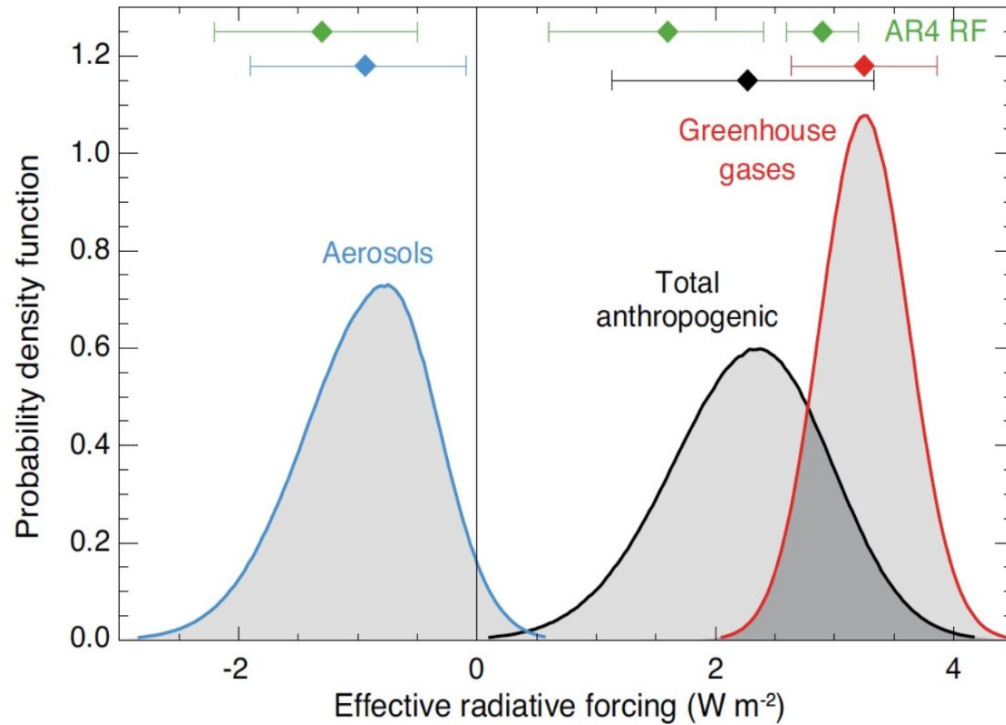 1.2
1.0
0.8
0.6
0.4
0.2
0.0
Probability density function
AR4 RF
Greenhouse
gases
Aerosols
Total
anthropogenic
-2
0
2
4
Effective radiative forcing (W m⁻²)